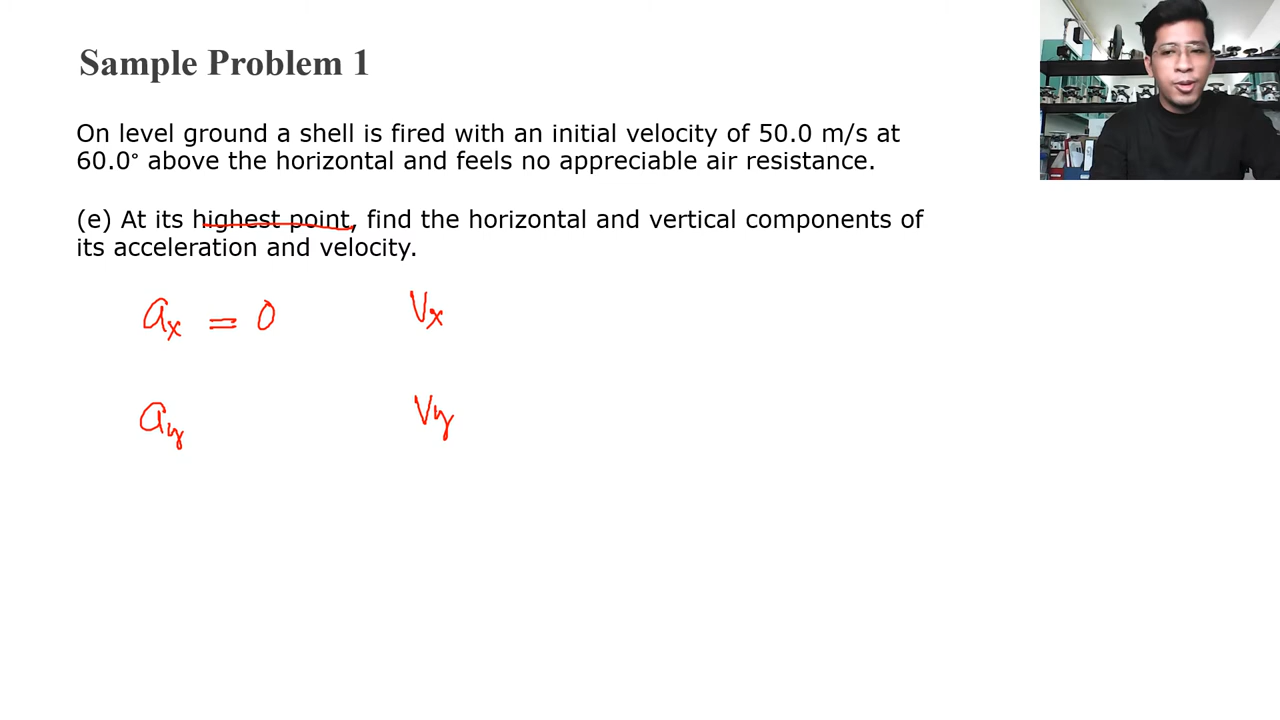 Sample Problem 1
On level ground a shell is fired with an initial velocity of 50.0 m/s at
60.0° above the horizontal and feels no appreciable air resistance.
(e) At its highest point, find the horizontal and vertical components of
its acceleration and velocity.
ax = 0
Vx
ay
Vy